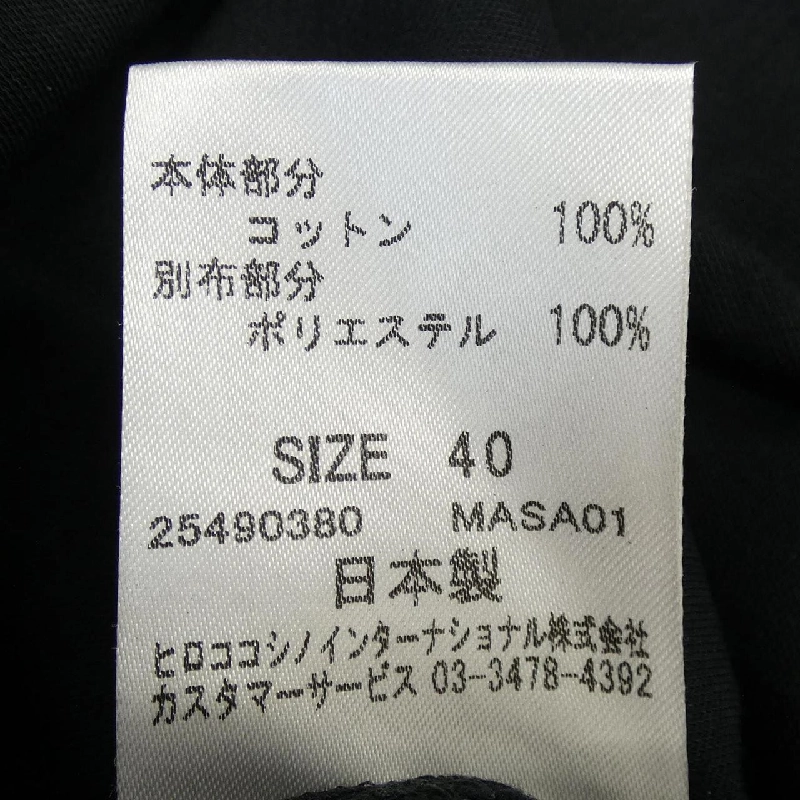 本体部分
コットン 100%
別布部分
ポリエステル 100%
SIZE 40
25490380 MASA01
日本製
ヒロココシノインターナショナル株式会社
カスタマーサービス 03-3478-4392